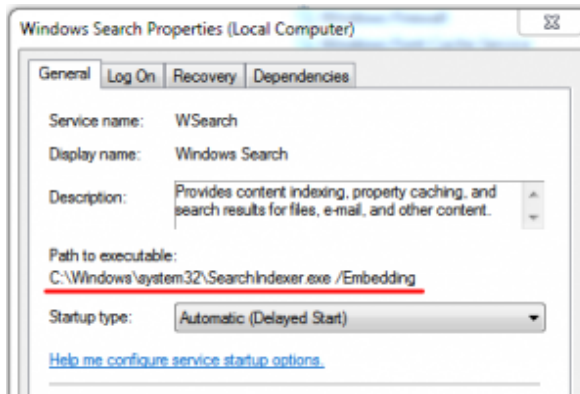 Windows Search Properties (Local Computer)
General Log On Recovery Dependencies
Service name: WSearch
Display name: Windows Search
Description: Provides content indexing, property caching, and
search results for files, e-mail, and other content.
Path to executable:
C:\Windows\system32\SearchIndexer.exe /Embedding
Startup type: Automatic (Delayed Start)
Help me configure service startup options.